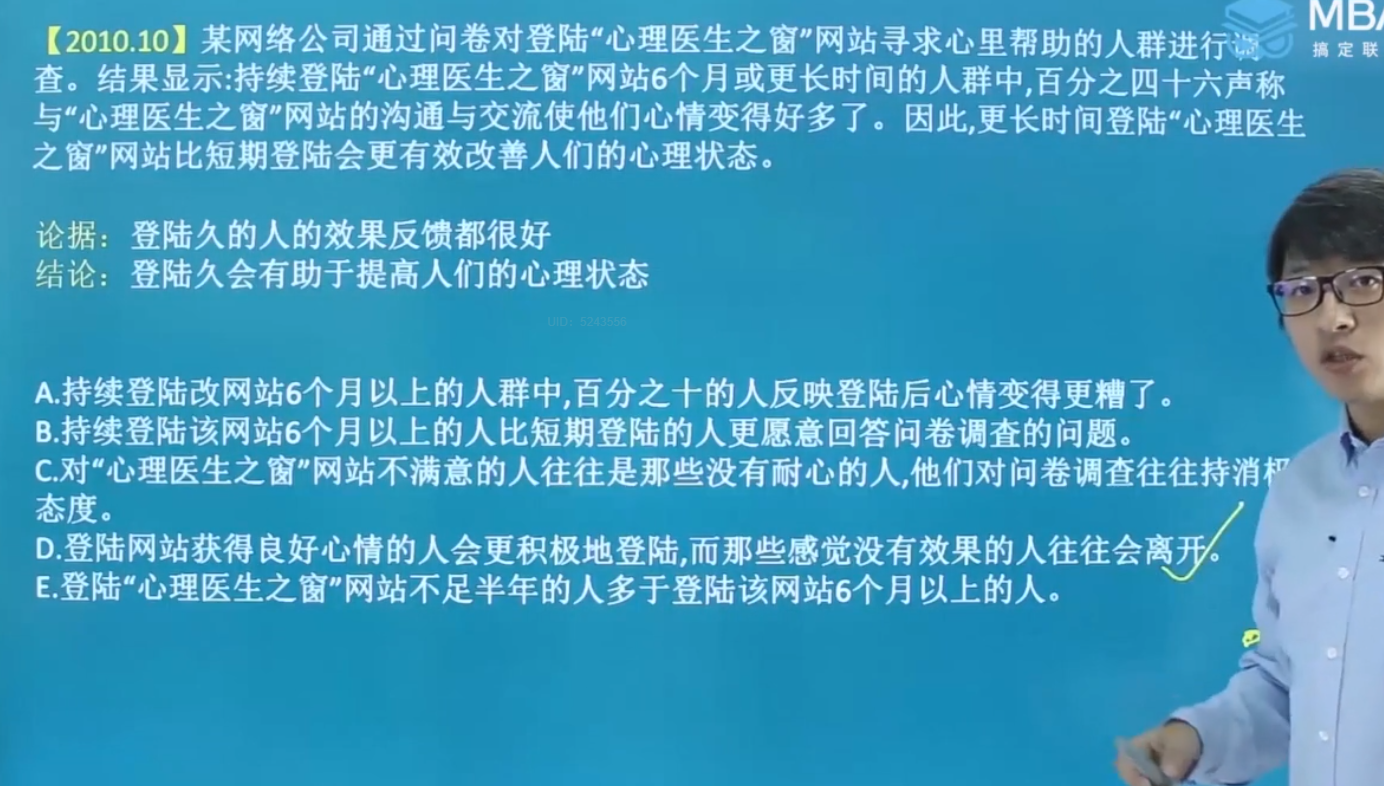 【2010.10】某网络公司通过问卷对登陆“心理医生之窗”网站寻求心里帮助的人群进行调
查。结果显示:持续登陆“心理医生之窗”网站6个月或更长时间的人群中,百分之四十六声称
与“心理医生之窗”网站的沟通与交流使他们心情变得好多了。因此,更长时间登陆“心理医生
之窗”网站比短期登陆会更有效改善人们的心理状态。
论据：登陆久的人的效果反馈都很好
结论：登陆久会有助于提高人们的心理状态
UID: 5243556
A.持续登陆改网站6个月以上的人群中,百分之十的人反映登陆后心情变得更糟了。
B.持续登陆该网站6个月以上的人比短期登陆的人更愿意回答问卷调查的问题。
C.对“心理医生之窗”网站不满意的人往往是那些没有耐心的人,他们对问卷调查往往持消极
态度。
D.登陆网站获得良好心情的人会更积极地登陆,而那些感觉没有效果的人往往会离开。
E.登陆“心理医生之窗”网站不足半年的人多于登陆该网站6个月以上的人。
MBA
搞定联